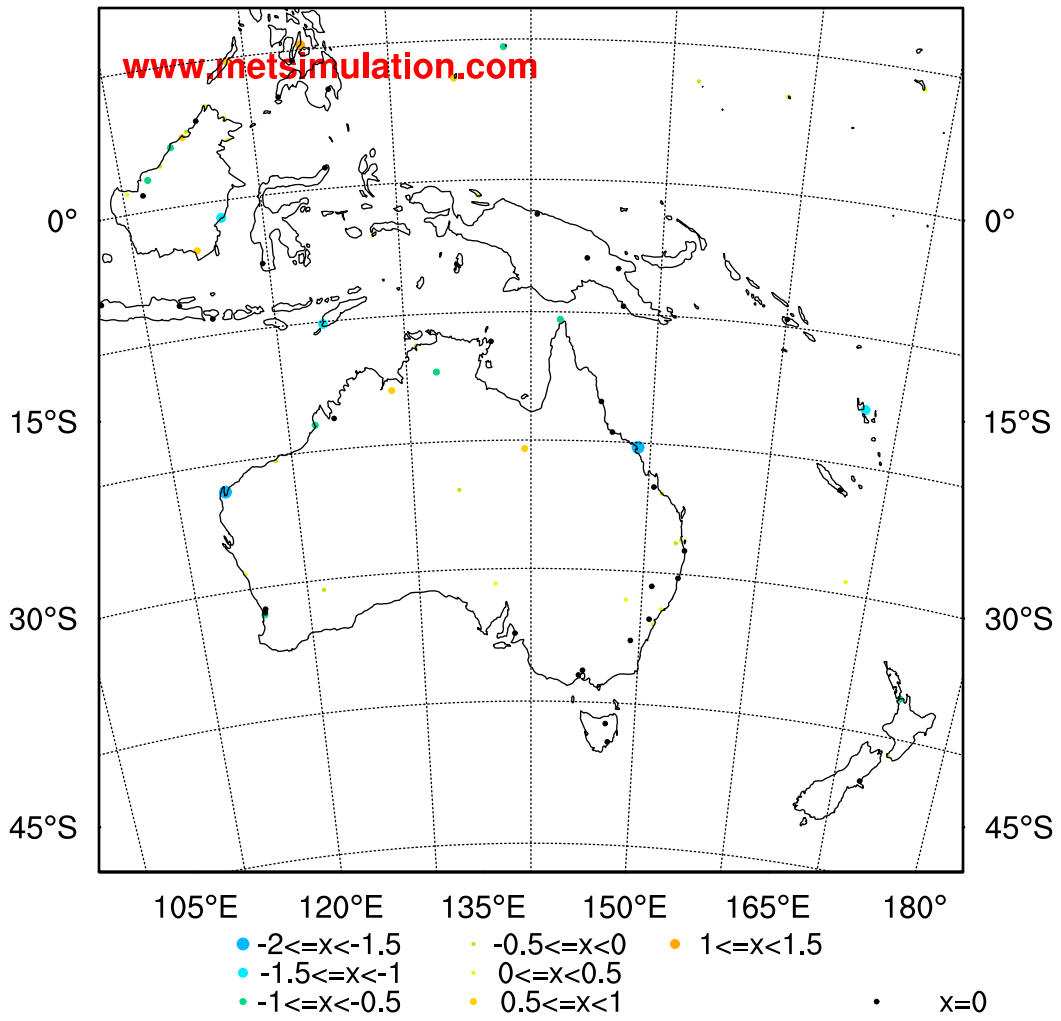 www.metsimulation.com
0° 0°
15°S 15°S
30°S 30°S
45°S 45°S
105°E 120°E 135°E 150°E 165°E 180°
-2<=x<-1.5 -0.5<=x<0 1<=x<1.5
-1.5<=x<-1 0<=x<0.5
-1<=x<-0.5 0.5<=x<1 x=0